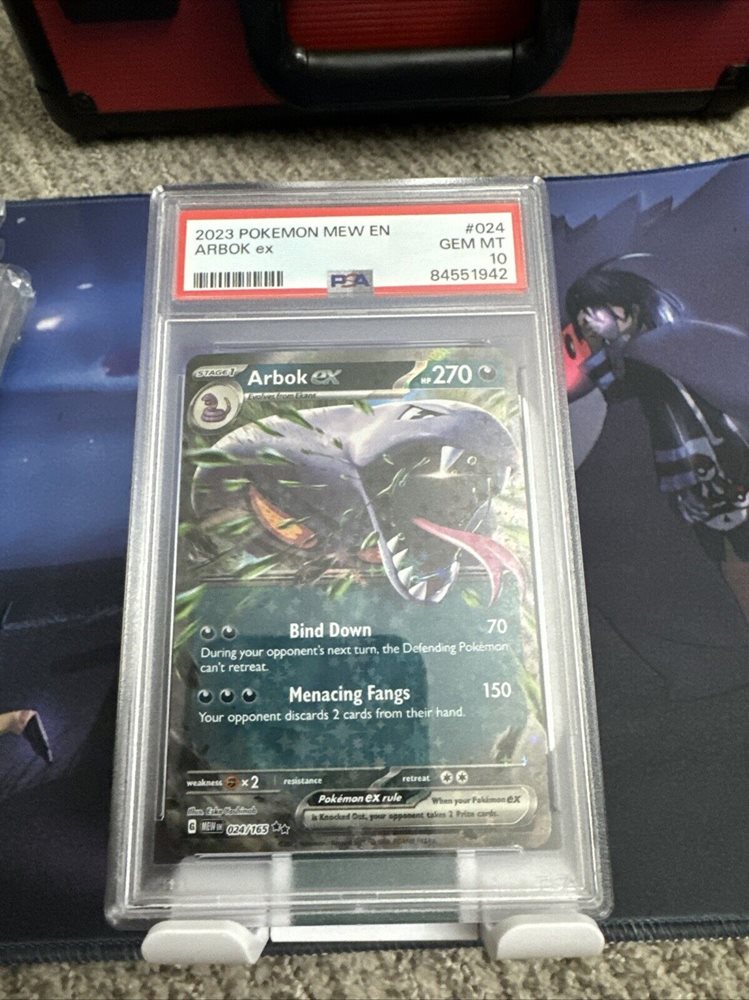 2023 POKEMON MEW EN #024
ARBOK ex GEM MT
10
PSA 84551942
STAGE 1 Arbok ex HP 270
Evolves from Ekans
Bind Down 70
During your opponent's next turn, the Defending Pokémon
can't retreat.
Menacing Fangs 150
Your opponent discards 2 cards from their hand.
weakness ×2 resistance retreat
Pokémon ex rule When your Pokémon ex
is Knocked Out, your opponent takes 2 Prize cards.
Illus.
G MEW EN 024/165